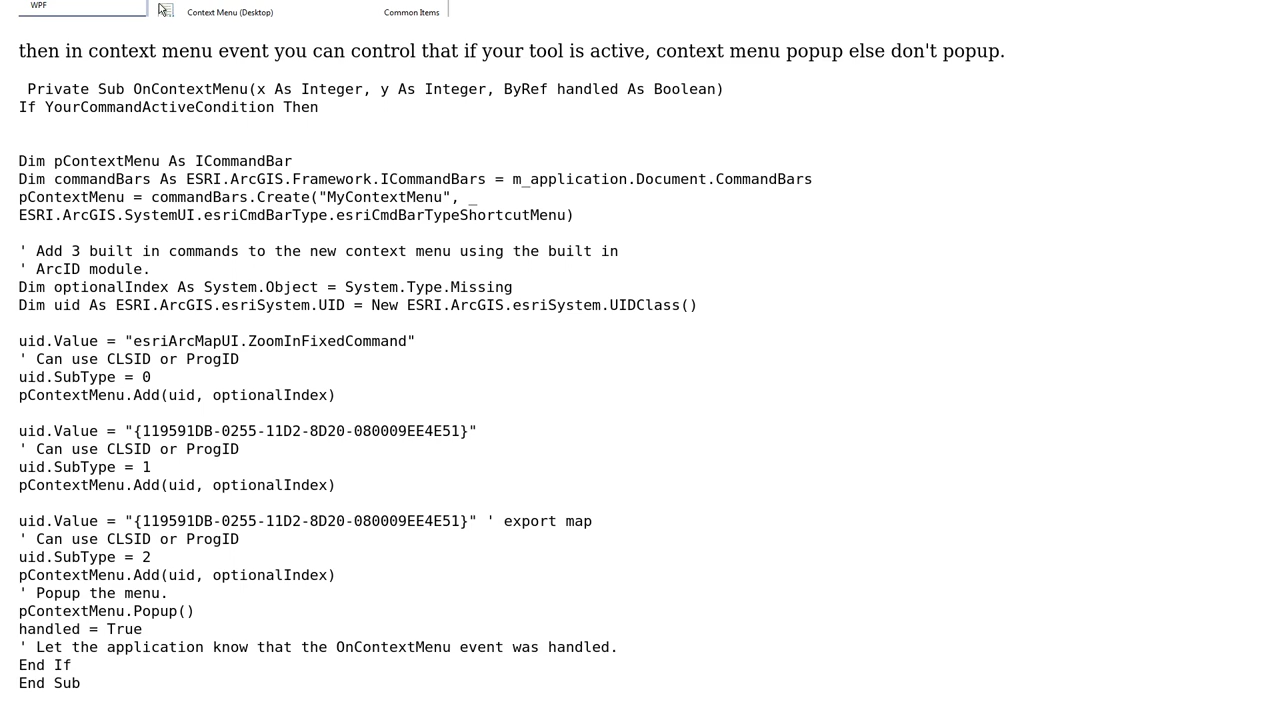 WPF
Context Menu (Desktop) Common Items
then in context menu event you can control that if your tool is active, context menu popup else don't popup.
Private Sub OnContextMenu(x As Integer, y As Integer, ByRef handled As Boolean)
If YourCommandActiveCondition Then
Dim pContextMenu As ICommandBar
Dim commandBars As ESRI.ArcGIS.Framework.ICommandBars = m_application.Document.CommandBars
pContextMenu = commandBars.Create("MyContextMenu", _
ESRI.ArcGIS.SystemUI.esriCmdBarType.esriCmdBarTypeShortcutMenu)
' Add 3 built in commands to the new context menu using the built in
' ArcID module.
Dim optionalIndex As System.Object = System.Type.Missing
Dim uid As ESRI.ArcGIS.esriSystem.UID = New ESRI.ArcGIS.esriSystem.UIDClass()
uid.Value = "esriArcMapUI.ZoomInFixedCommand"
' Can use CLSID or ProgID
uid.SubType = 0
pContextMenu.Add(uid, optionalIndex)
uid.Value = "{119591DB-0255-11D2-8D20-080009EE4E51}"
' Can use CLSID or ProgID
uid.SubType = 1
pContextMenu.Add(uid, optionalIndex)
uid.Value = "{119591DB-0255-11D2-8D20-080009EE4E51}" ' export map
' Can use CLSID or ProgID
uid.SubType = 2
pContextMenu.Add(uid, optionalIndex)
' Popup the menu.
pContextMenu.Popup()
handled = True
' Let the application know that the OnContextMenu event was handled.
End If
End Sub